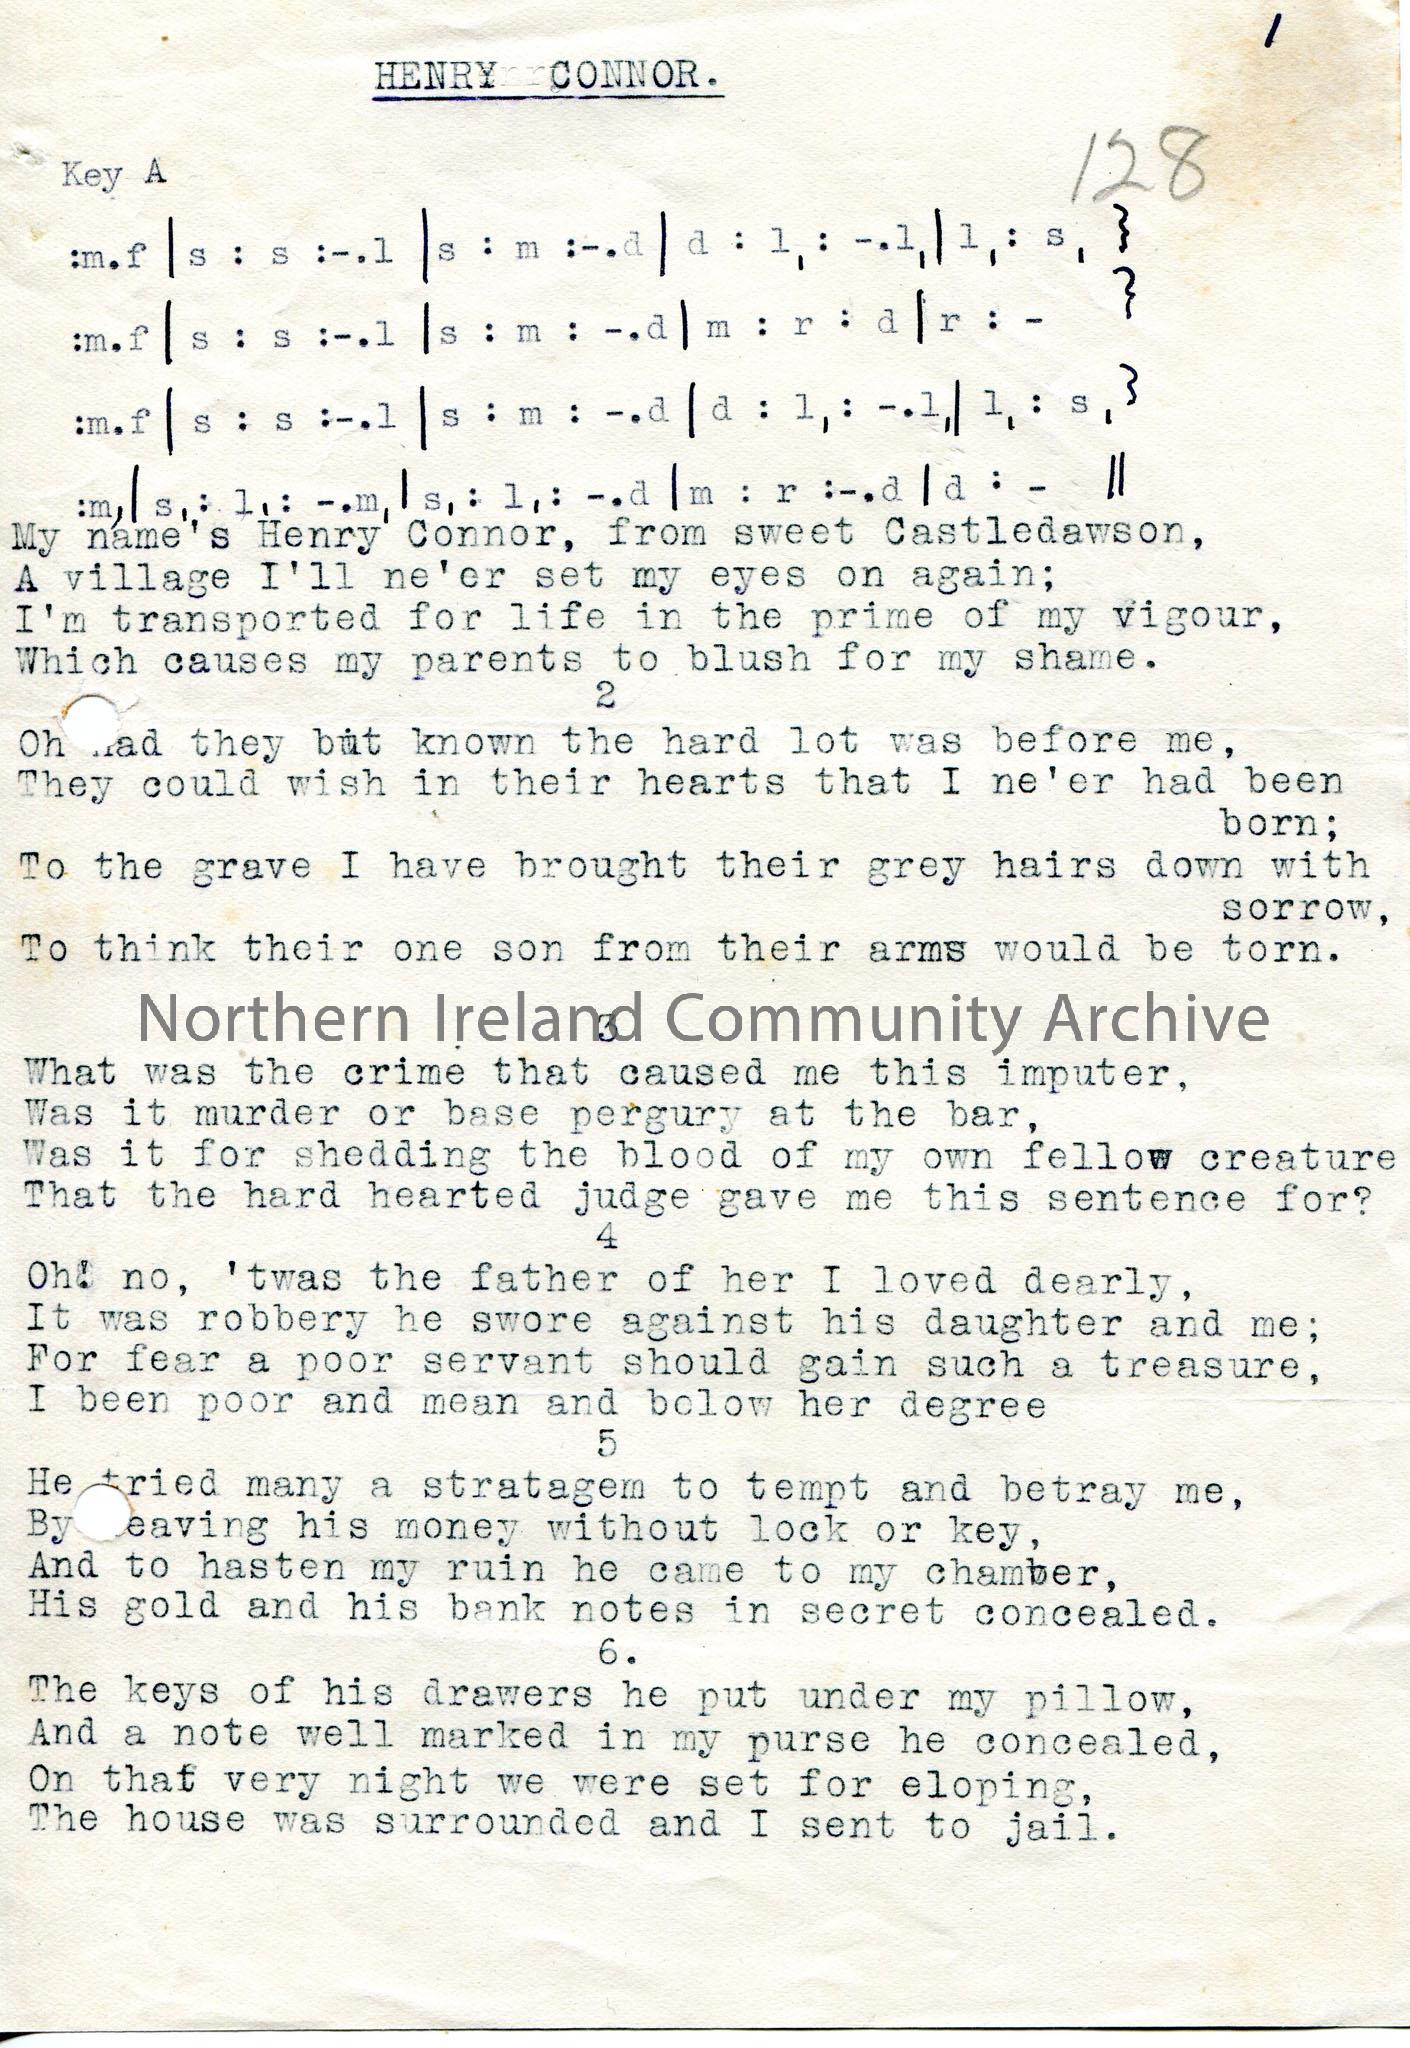 1
HENRY CONNOR.
128
Key A
:m.f | s : s :-.l | s : m :-.d | d : l, : -.l, | l, : s, }
:m.f | s : s :-.l | s : m : -.d | m : r : d | r : - }
:m.f | s : s :-.l | s : m : -.d | d : l, : -.l, | l, : s, }
:m, | s, : l, : -.m, | s, : l, : -.d | m : r :-.d | d : - ||
My name's Henry Connor, from sweet Castledawson,
A village I'll ne'er set my eyes on again;
I'm transported for life in the prime of my vigour,
Which causes my parents to blush for my shame.
2
Oh had they but known the hard lot was before me,
They could wish in their hearts that I ne'er had been
born;
To the grave I have brought their grey hairs down with
sorrow,
To think their one son from their arms would be torn.
Northern Ireland Community Archive
3
What was the crime that caused me this imputer,
Was it murder or base pergury at the bar,
Was it for shedding the blood of my own fellow creature
That the hard hearted judge gave me this sentence for?
4
Oh! no, 'twas the father of her I loved dearly,
It was robbery he swore against his daughter and me;
For fear a poor servant should gain such a treasure,
I been poor and mean and below her degree
5
He tried many a stratagem to tempt and betray me,
By leaving his money without lock or key,
And to hasten my ruin he came to my chamber,
His gold and his bank notes in secret concealed.
6.
The keys of his drawers he put under my pillow,
And a note well marked in my purse he concealed,
On that very night we were set for eloping,
The house was surrounded and I sent to jail.